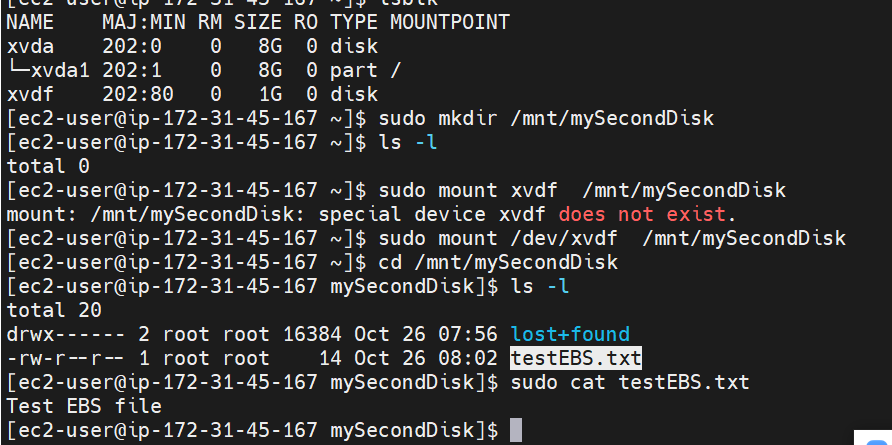 [ec2-user@ip-172-31-45-167 ~]$ lsblk
NAME    MAJ:MIN RM SIZE RO TYPE MOUNTPOINT
xvda    202:0    0   8G  0 disk
└─xvda1 202:1    0   8G  0 part /
xvdf    202:80   0   1G  0 disk
[ec2-user@ip-172-31-45-167 ~]$ sudo mkdir /mnt/mySecondDisk
[ec2-user@ip-172-31-45-167 ~]$ ls -l
total 0
[ec2-user@ip-172-31-45-167 ~]$ sudo mount xvdf  /mnt/mySecondDisk
mount: /mnt/mySecondDisk: special device xvdf does not exist.
[ec2-user@ip-172-31-45-167 ~]$ sudo mount /dev/xvdf  /mnt/mySecondDisk
[ec2-user@ip-172-31-45-167 ~]$ cd /mnt/mySecondDisk
[ec2-user@ip-172-31-45-167 mySecondDisk]$ ls -l
total 20
drwx------ 2 root root 16384 Oct 26 07:56 lost+found
-rw-r--r-- 1 root root    14 Oct 26 08:02 testEBS.txt
[ec2-user@ip-172-31-45-167 mySecondDisk]$ sudo cat testEBS.txt
Test EBS file
[ec2-user@ip-172-31-45-167 mySecondDisk]$